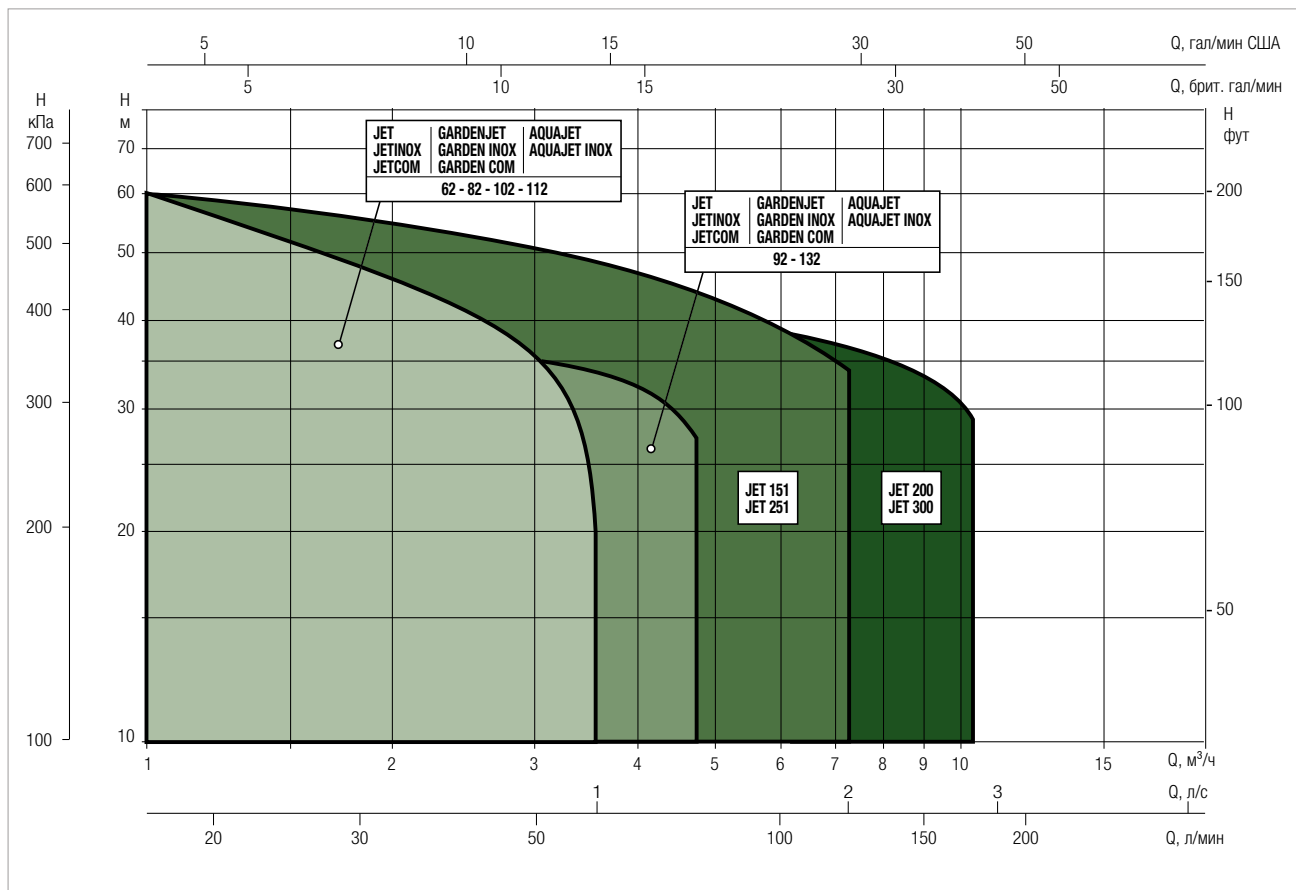 5 10 15 30 50 Q, гал/мин США
5 10 15 30 50 Q, брит. гал/мин
H
кПа
H
м
H
фут
700
600
500
400
300
200
100
70
60
50
40
30
20
10
200
150
100
50
JET GARDENJET AQUAJET
JETINOX GARDEN INOX AQUAJET INOX
JETCOM GARDEN COM
62 - 82 - 102 - 112
JET GARDENJET AQUAJET
JETINOX GARDEN INOX AQUAJET INOX
JETCOM GARDEN COM
92 - 132
JET 151
JET 251
JET 200
JET 300
1 2 3 4 5 6 7 8 9 10 15 Q, м³/ч
1 2 3 Q, л/с
20 30 50 100 150 200 Q, л/мин